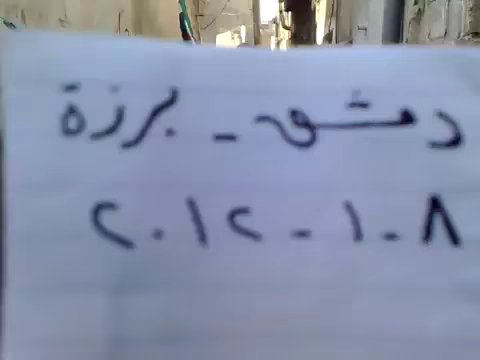 دمشق - برزة
٨ - ١ - ٢٠١٢